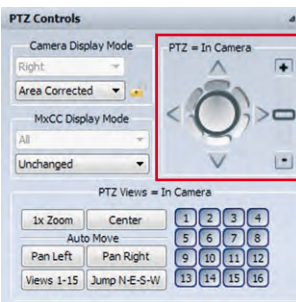 PTZ Controls
Camera Display Mode
Right
Area Corrected
MxCC Display Mode
All
Unchanged
PTZ = In Camera
+
-
PTZ Views = In Camera
1x Zoom Center
Auto Move
Pan Left Pan Right
Views 1-15 Jump N-E-S-W
1 2 3 4
5 6 7 8
9 10 11 12
13 14 15 16